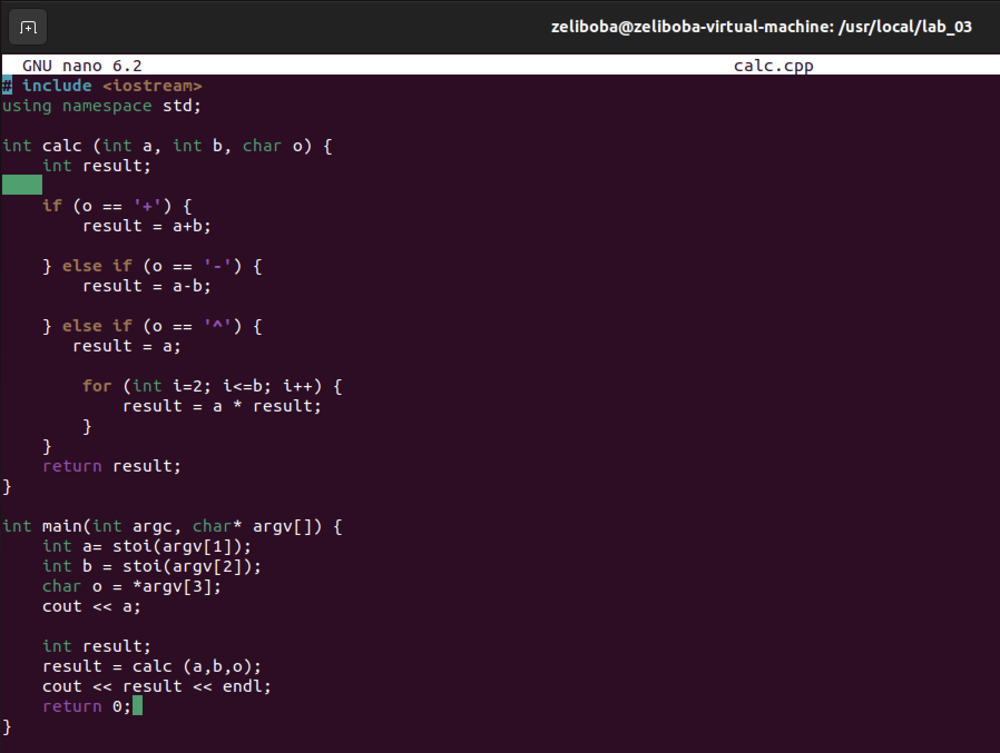 zeliboba@zeliboba-virtual-machine: /usr/local/lab_03
GNU nano 6.2 calc.cpp
# include <iostream>
using namespace std;
int calc (int a, int b, char o) {
    int result;
    if (o == '+') {
        result = a+b;
    } else if (o == '-') {
        result = a-b;
    } else if (o == '^') {
       result = a;
        for (int i=2; i<=b; i++) {
            result = a * result;
        }
    }
    return result;
}
int main(int argc, char* argv[]) {
    int a= stoi(argv[1]);
    int b = stoi(argv[2]);
    char o = *argv[3];
    cout << a;
    int result;
    result = calc (a,b,o);
    cout << result << endl;
    return 0;
}